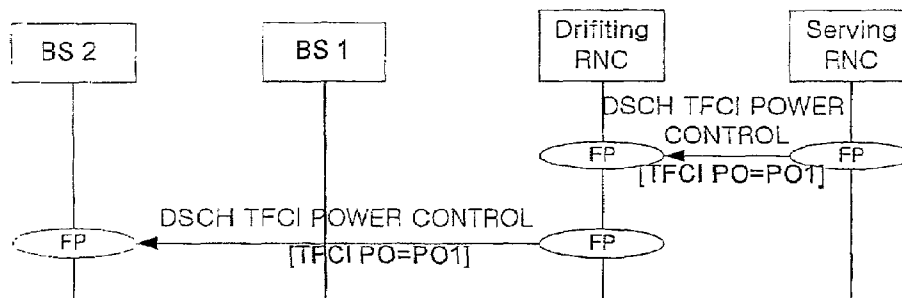 BS 2
BS 1
Drifiting
RNC
Serving
RNC
DSCH TFCI POWER
CONTROL
FP
FP
[TFCI PO=PO1]
DSCH TFCI POWER CONTROL
FP
FP
[TFCI PO=PO1]